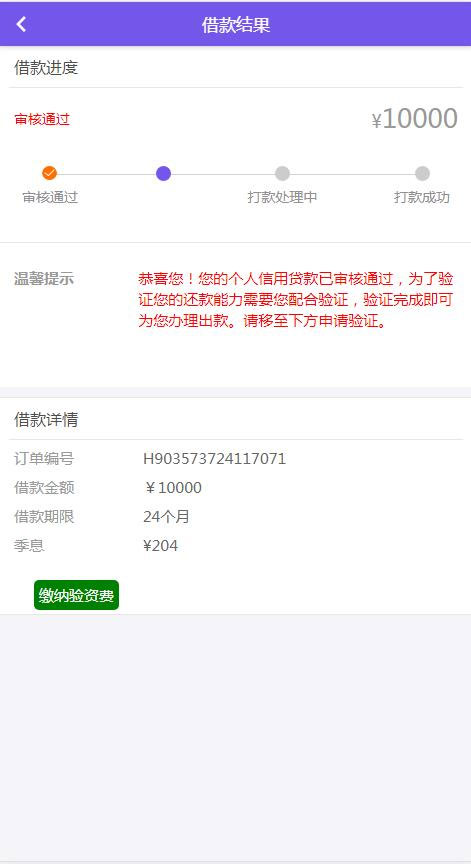 借款结果
借款进度
审核通过
¥10000
审核通过
打款处理中
打款成功
温馨提示
恭喜您！您的个人信用贷款已审核通过，为了验
证您的还款能力需要您配合验证，验证完成即可
为您办理出款。请移至下方申请验证。
借款详情
订单编号 H903573724117071
借款金额 ￥10000
借款期限 24个月
季息 ¥204
缴纳验资费